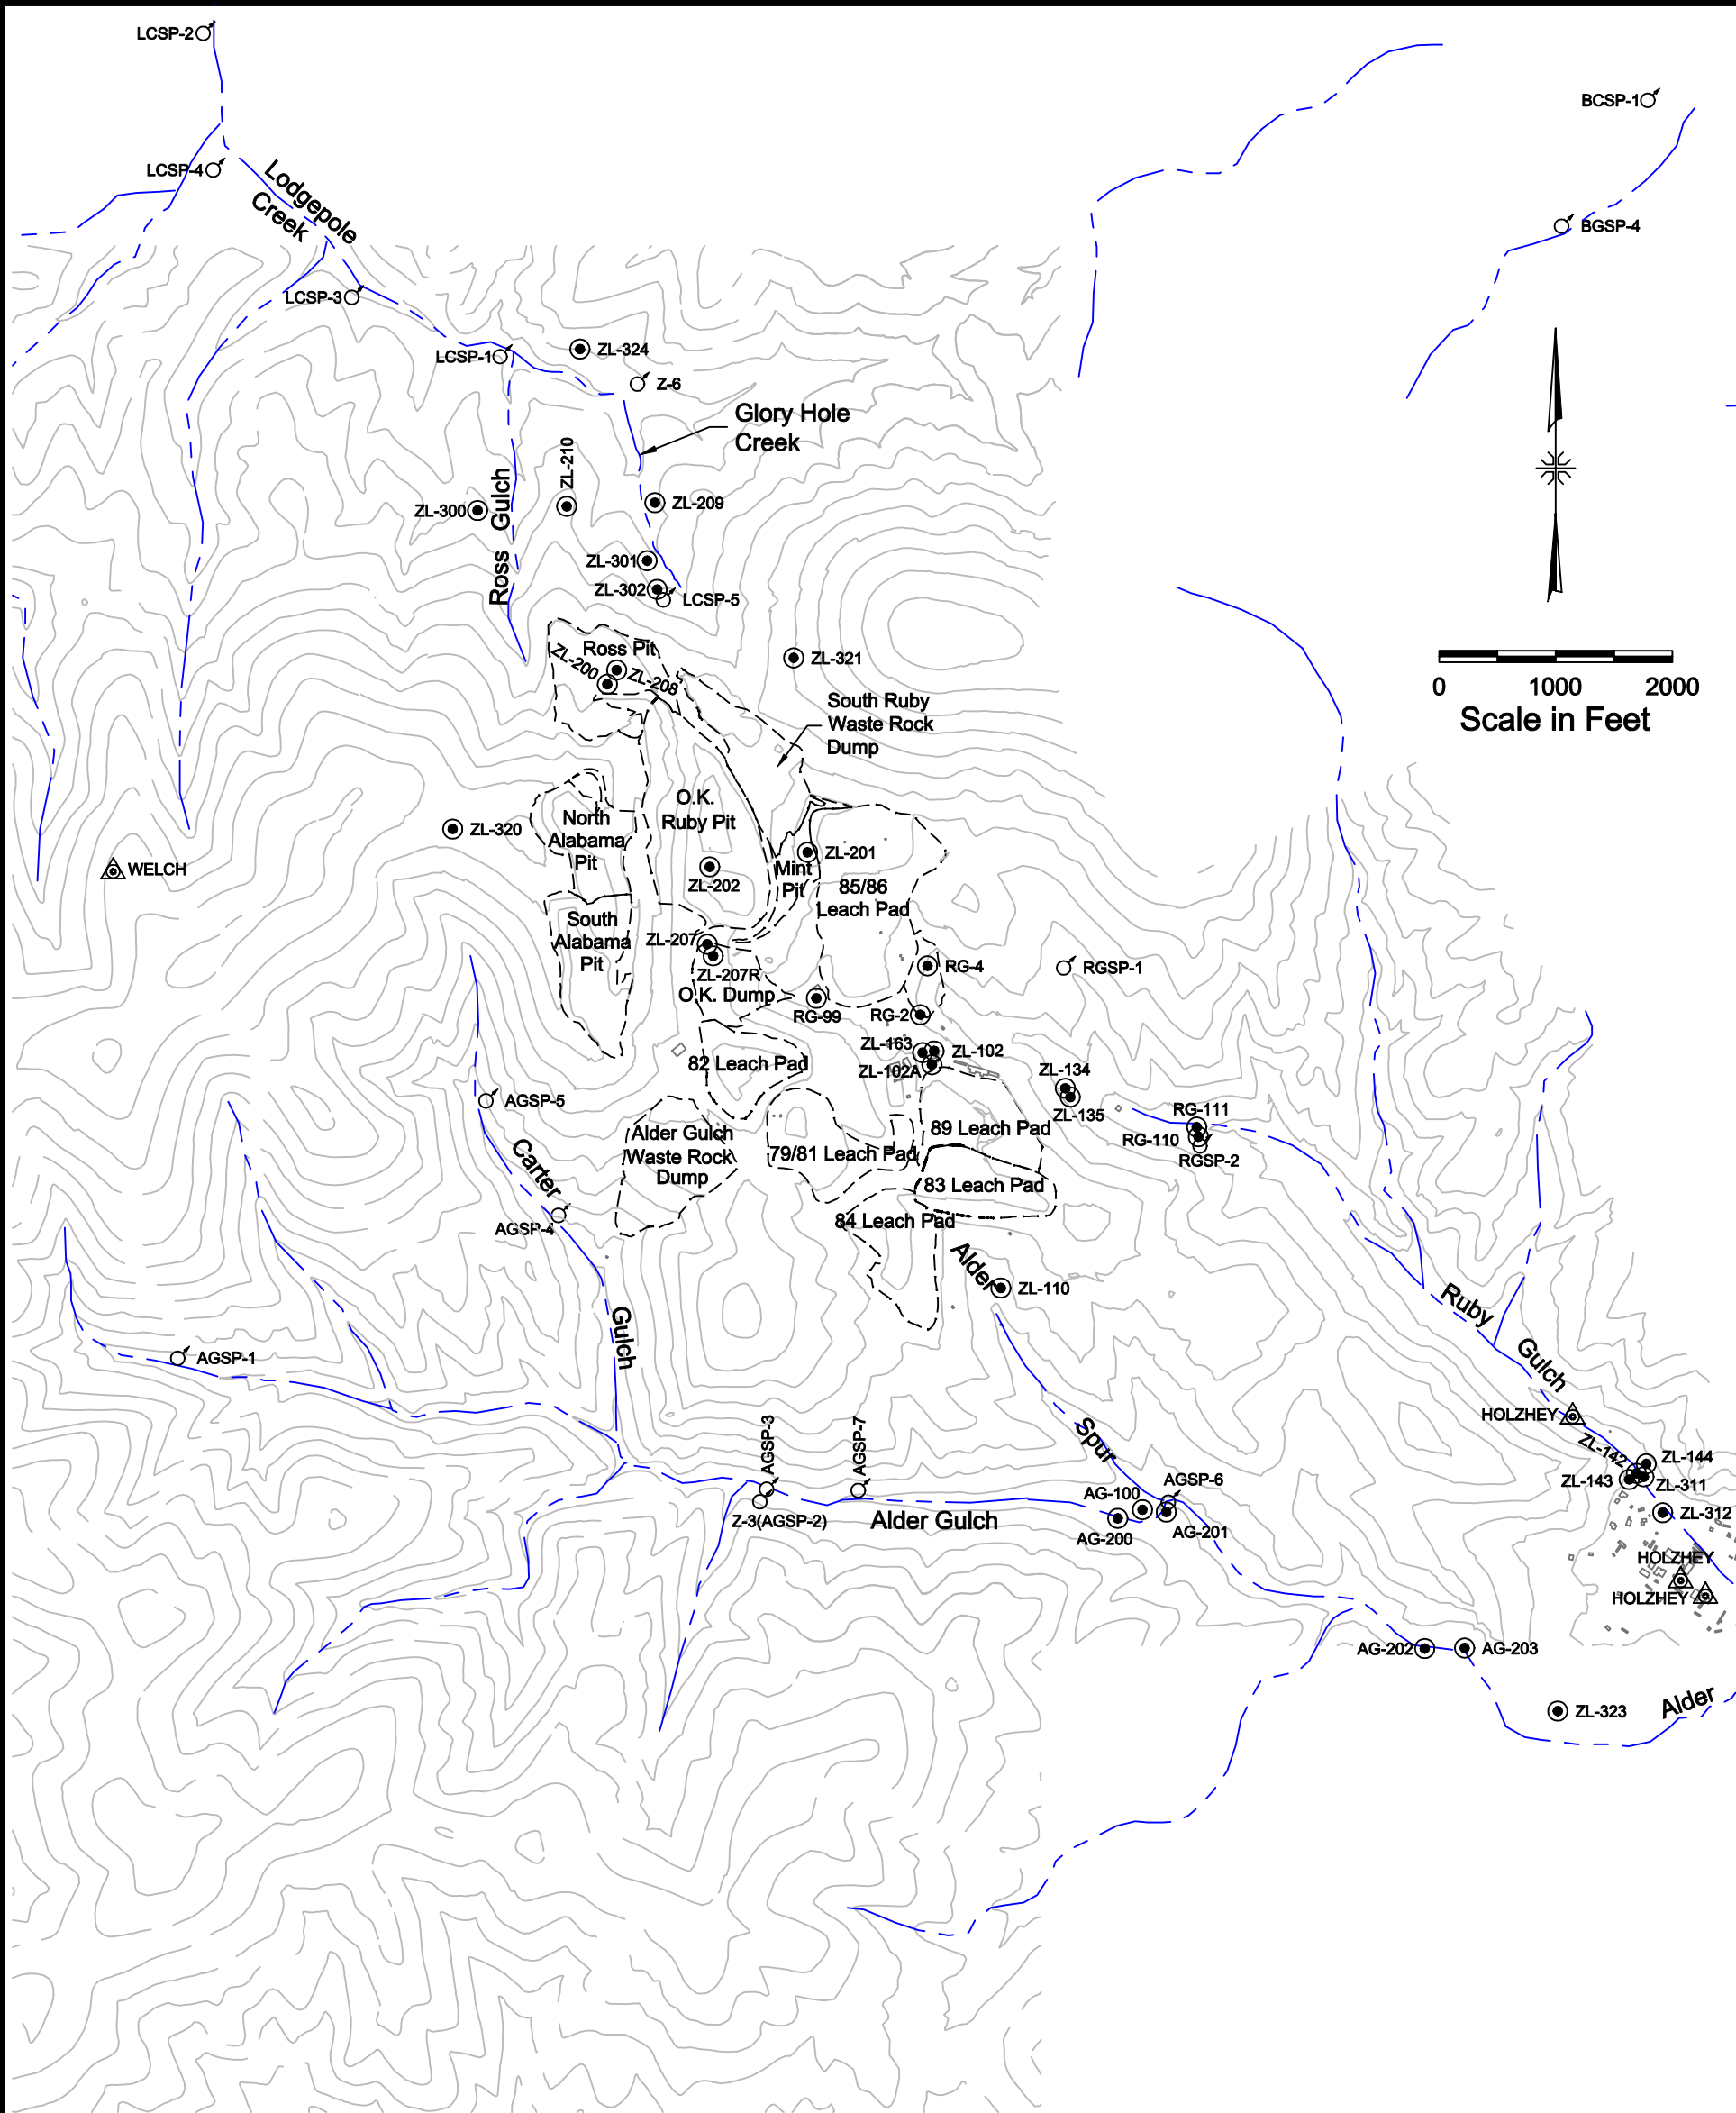 LCSP-2
BCSP-1
LCSP-4
Lodgepole
Creek
BGSP-4
LCSP-3
LCSP-1
ZL-324
Z-6
Glory Hole
Creek
ZL-210
ZL-300
Ross Gulch
ZL-209
ZL-301
ZL-302
LCSP-5
Ross Pit
ZL-200
ZL-208
ZL-321
0 1000 2000
Scale in Feet
South Ruby
Waste Rock
Dump
O.K.
Ruby Pit
North
Alabama
Pit
ZL-320
WELCH
ZL-201
Mint
Pit
ZL-202
85/86
Leach Pad
South
Alabama
Pit
ZL-207
ZL-207R
O.K. Dump
RG-4
RGSP-1
RG-99
RG-2
ZL-163
ZL-102
ZL-102A
82 Leach Pad
ZL-134
ZL-135
AGSP-5
RG-111
RG-110
RGSP-2
89 Leach Pad
Alder Gulch
Waste Rock
Dump
79/81 Leach Pad
Carter
83 Leach Pad
AGSP-4
84 Leach Pad
Alder
ZL-110
Ruby
Gulch
Gulch
AGSP-1
HOLZHEY
AGSP-3
AGSP-7
Spur
ZL-142
ZL-144
ZL-143
ZL-311
AGSP-6
AG-100
Z-3(AGSP-2)
Alder Gulch
AG-200
AG-201
ZL-312
HOLZHEY
HOLZHEY
AG-202
AG-203
ZL-323
Alder